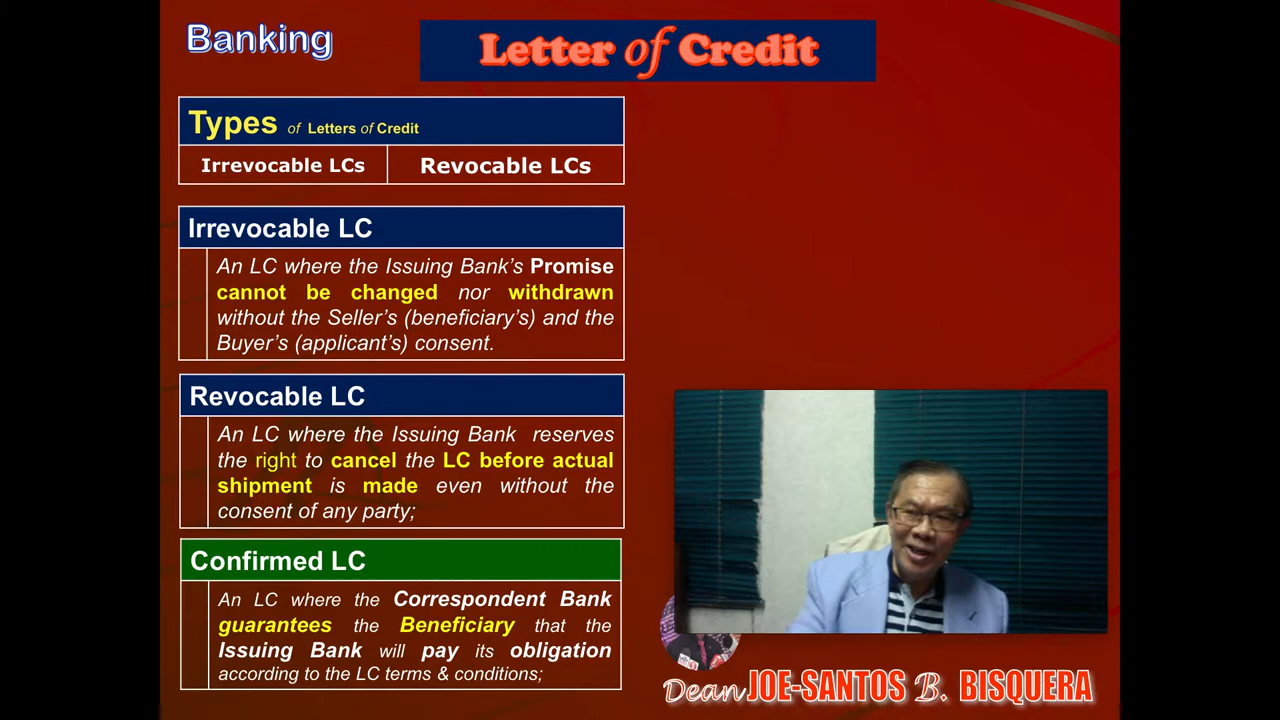 Banking
Letter of Credit
Types of Letters of Credit
Irrevocable LCs
Revocable LCs
Irrevocable LC
An LC where the Issuing Bank’s Promise
cannot be changed nor withdrawn
without the Seller’s (beneficiary’s) and the
Buyer’s (applicant’s) consent.
Revocable LC
An LC where the Issuing Bank reserves
the right to cancel the LC before actual
shipment is made even without the
consent of any party;
Confirmed LC
An LC where the Correspondent Bank
guarantees the Beneficiary that the
Issuing Bank will pay its obligation
according to the LC terms & conditions;
Dean JOE-SANTOS B. BISQUERA